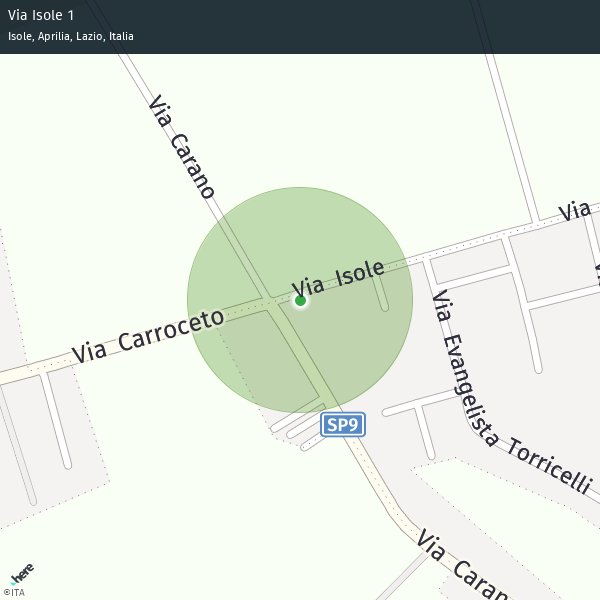 Via Isole 1
Isole, Aprilia, Lazio, Italia
Via Carano
Via
Via Isole
Via Carroceto
Via Evangelista Torricelli
SP9
Via Caran
here
©ITA